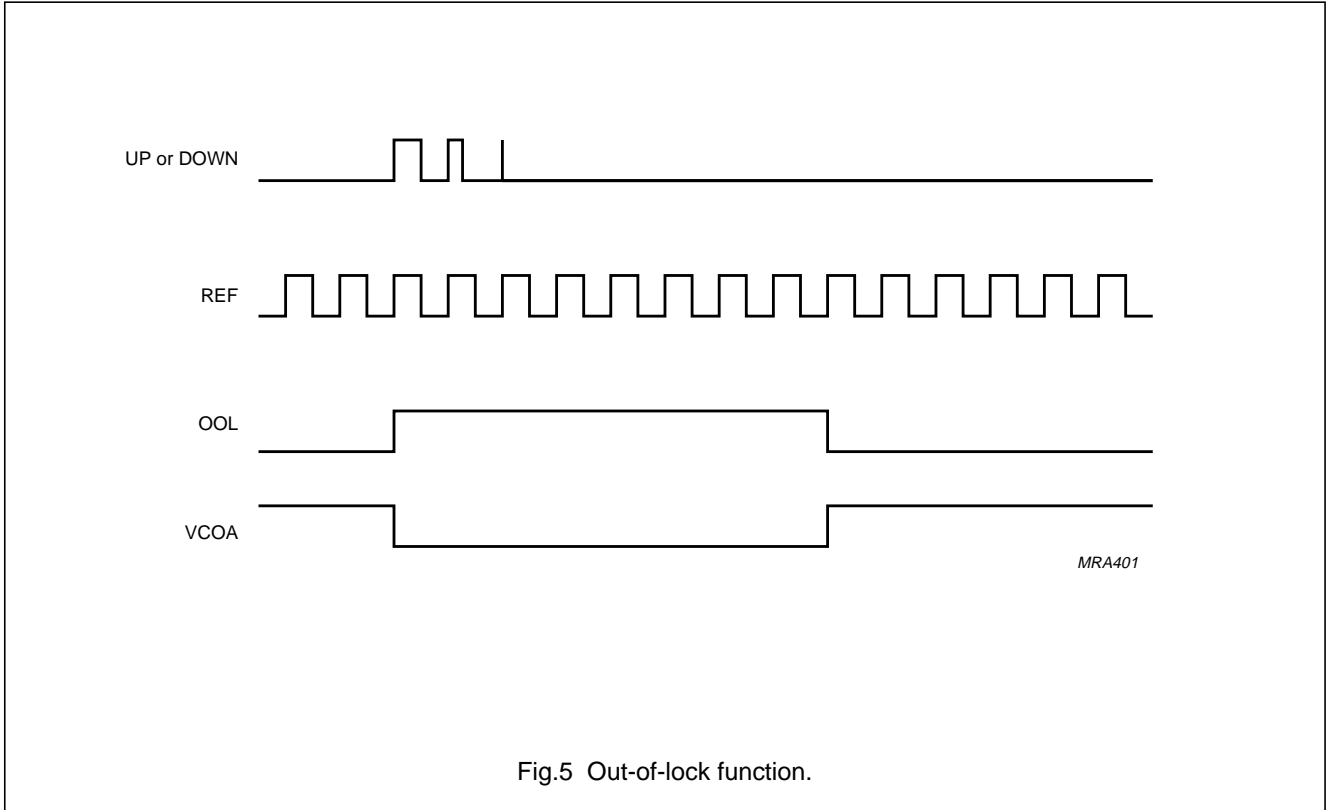 UP or DOWN
REF
OOL
VCOA
MRA401
Fig.5 Out-of-lock function.